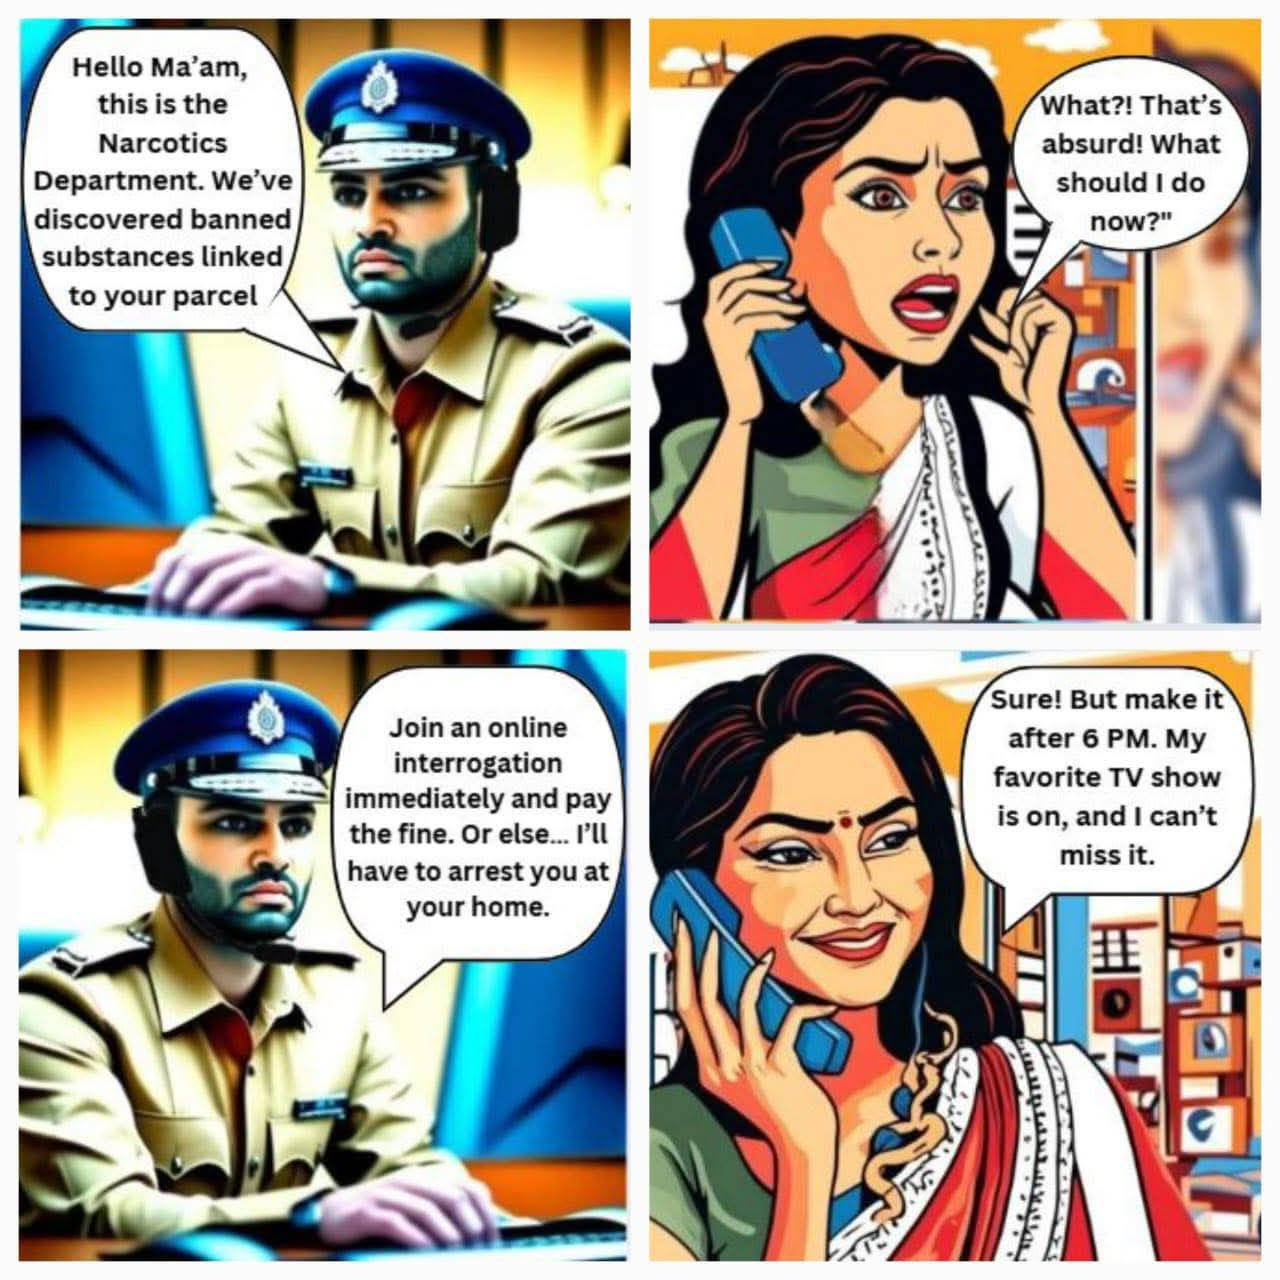 Hello Ma’am,
this is the
Narcotics
Department. We’ve
discovered banned
substances linked
to your parcel
What?! That’s
absurd! What
should I do
now?"
Join an online
interrogation
immediately and pay
the fine. Or else... I’ll
have to arrest you at
your home.
Sure! But make it
after 6 PM. My
favorite TV show
is on, and I can’t
miss it.